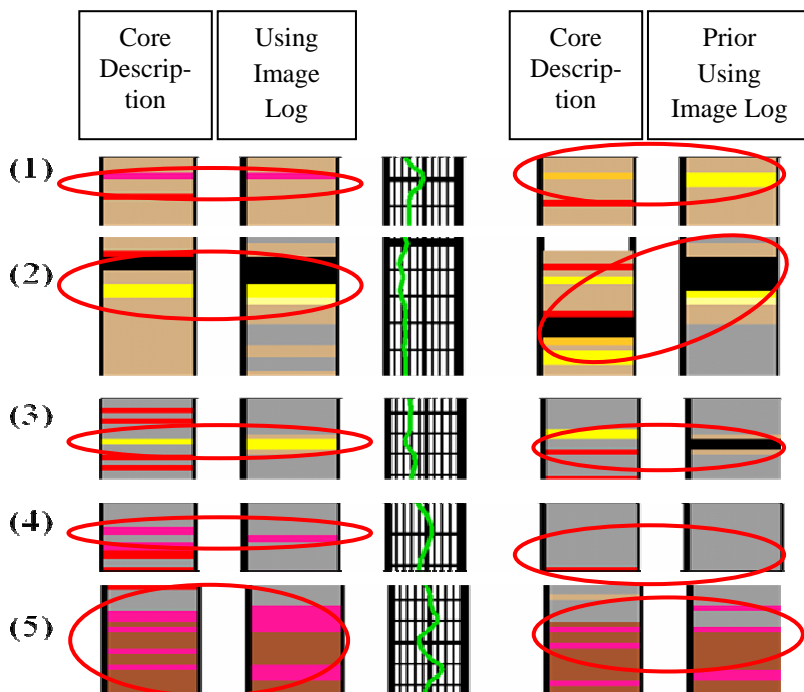 Core
Descrip-
tion
Using
Image
Log
Core
Descrip-
tion
Prior
Using
Image Log
(1)
(2)
(3)
(4)
(5)